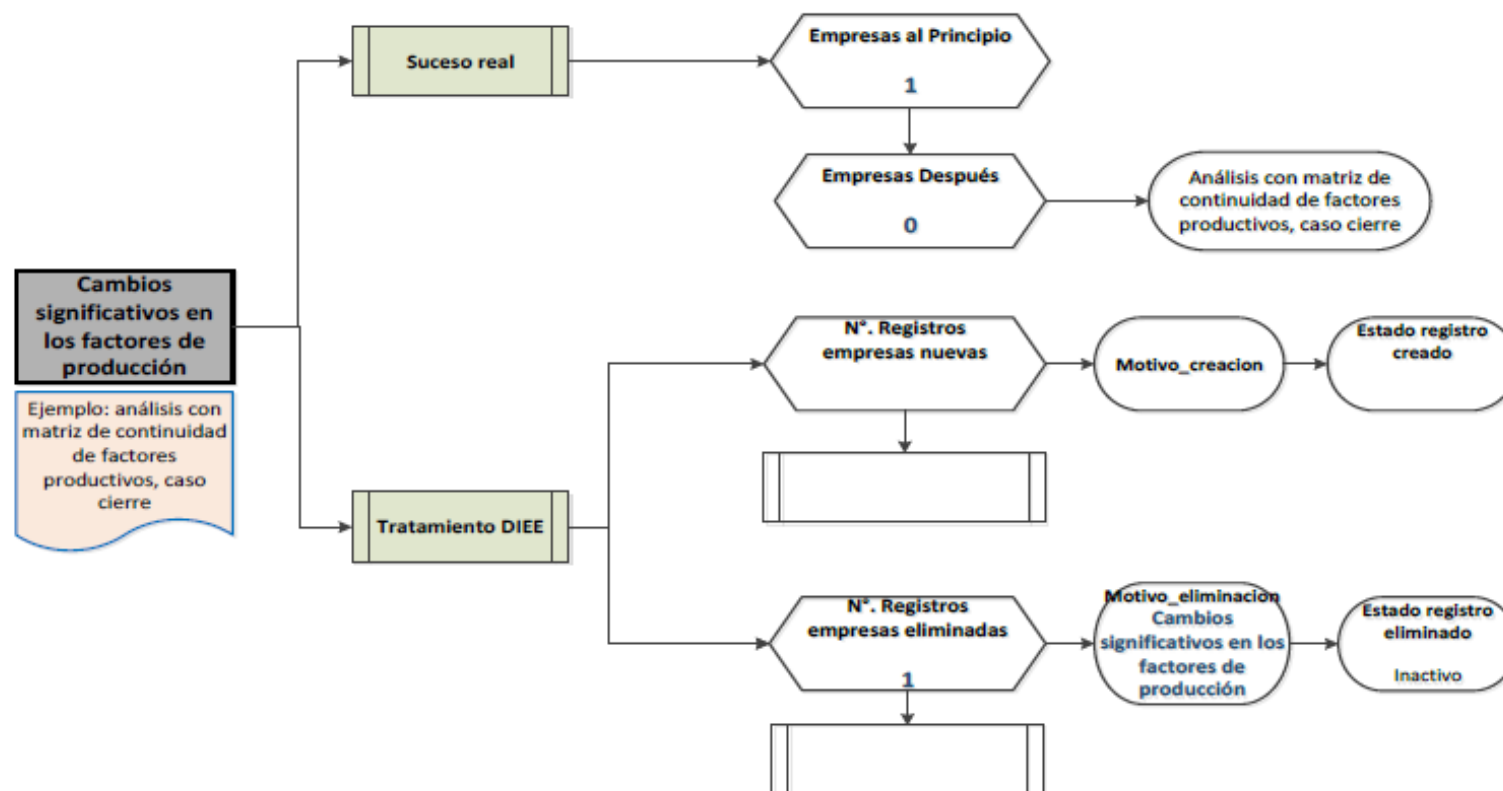 Suceso real
Empresas al Principio
1
Empresas Después
0
Análisis con matriz de
continuidad de factores
productivos, caso cierre
Cambios
significativos en
los factores de
producción
Ejemplo: análisis con
matriz de continuidad
de factores
productivos, caso
cierre
Tratamiento DIEE
N°. Registros
empresas nuevas
Motivo_creacion
Estado registro
creado
N°. Registros
empresas eliminadas
1
Motivo_eliminacion
Cambios
significativos en los
factores de
producción
Estado registro
eliminado
Inactivo